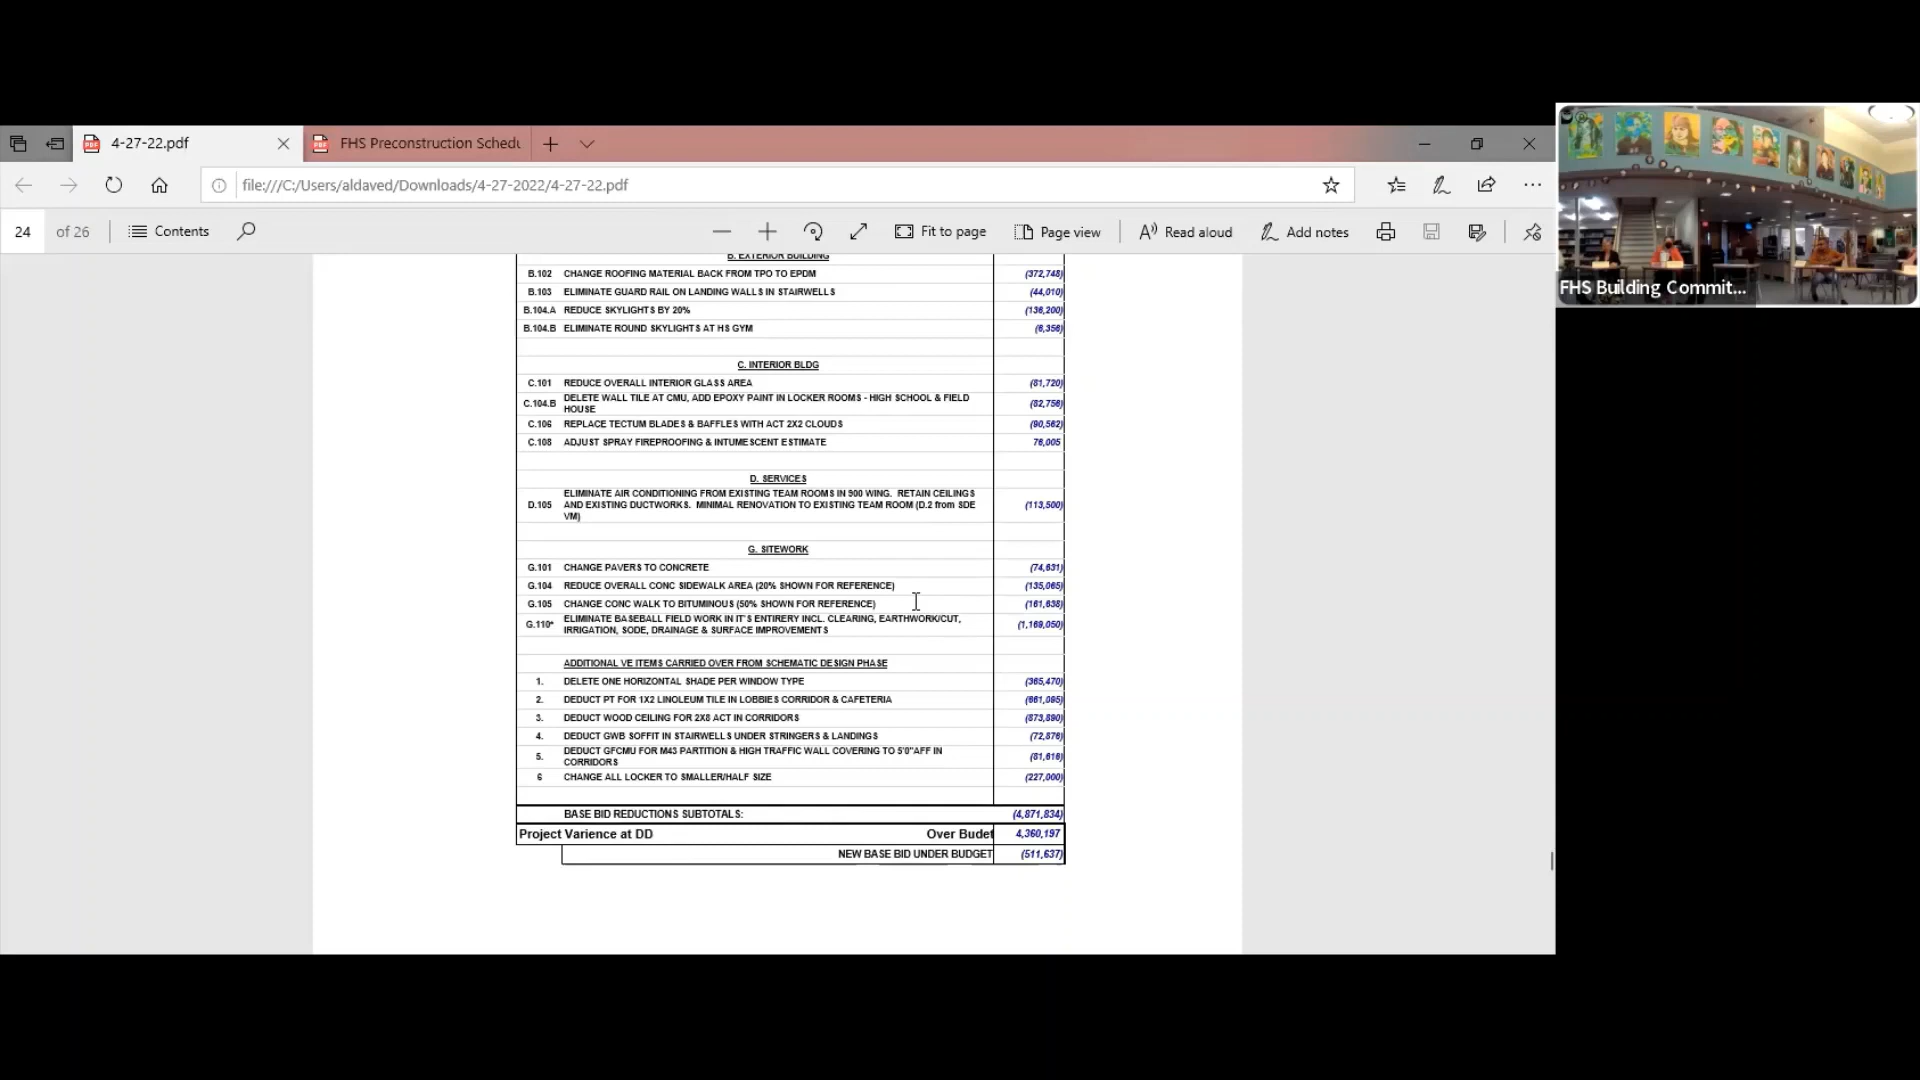 4-27-22.pdf
FHS Preconstruction Schedu
file:///C:/Users/aldaved/Downloads/4-27-2022/4-27-22.pdf
24 of 26 Contents Fit to page Page view Read aloud Add notes
FHS Building Commit...
B. EXTERIOR BUILDING
B.102 CHANGE ROOFING MATERIAL BACK FROM TPO TO EPDM (372,748)
B.103 ELIMINATE GUARD RAIL ON LANDING WALLS IN STAIRWELLS (44,010)
B.104.A REDUCE SKYLIGHTS BY 20% (136,200)
B.104.B ELIMINATE ROUND SKYLIGHTS AT HS GYM (6,356)
C. INTERIOR BLDG
C.101 REDUCE OVERALL INTERIOR GLASS AREA (81,720)
C.104.B DELETE WALL TILE AT CMU, ADD EPOXY PAINT IN LOCKER ROOMS - HIGH SCHOOL & FIELD
HOUSE (82,756)
C.106 REPLACE TECTUM BLADES & BAFFLES WITH ACT 2X2 CLOUDS (90,562)
C.108 ADJUST SPRAY FIREPROOFING & INTUMESCENT ESTIMATE 76,005
D. SERVICES
ELIMINATE AIR CONDITIONING FROM EXISTING TEAM ROOMS IN 900 WING. RETAIN CEILINGS
D.105 AND EXISTING DUCTWORKS. MINIMAL RENOVATION TO EXISTING TEAM ROOM (D.2 from SDE (113,500)
VM)
G. SITEWORK
G.101 CHANGE PAVERS TO CONCRETE (74,631)
G.104 REDUCE OVERALL CONC SIDEWALK AREA (20% SHOWN FOR REFERENCE) (135,065)
G.105 CHANGE CONC WALK TO BITUMINOUS (50% SHOWN FOR REFERENCE) (161,638)
G.110* ELIMINATE BASEBALL FIELD WORK IN IT'S ENTIRERY INCL. CLEARING, EARTHWORK/CUT,
IRRIGATION, SODE, DRAINAGE & SURFACE IMPROVEMENTS (1,169,050)
ADDITIONAL VE ITEMS CARRIED OVER FROM SCHEMATIC DESIGN PHASE
1. DELETE ONE HORIZONTAL SHADE PER WINDOW TYPE (365,470)
2. DEDUCT PT FOR 1X2 LINOLEUM TILE IN LOBBIES CORRIDOR & CAFETERIA (861,095)
3. DEDUCT WOOD CEILING FOR 2X8 ACT IN CORRIDORS (873,890)
4. DEDUCT GWB SOFFIT IN STAIRWELLS UNDER STRINGERS & LANDINGS (72,876)
5. DEDUCT GFCMU FOR M43 PARTITION & HIGH TRAFFIC WALL COVERING TO 5'0"AFF IN
CORRIDORS (81,616)
6 CHANGE ALL LOCKER TO SMALLER/HALF SIZE (227,000)
BASE BID REDUCTIONS SUBTOTALS: (4,871,834)
Project Varience at DD Over Budet 4,360,197
NEW BASE BID UNDER BUDGET (511,637)